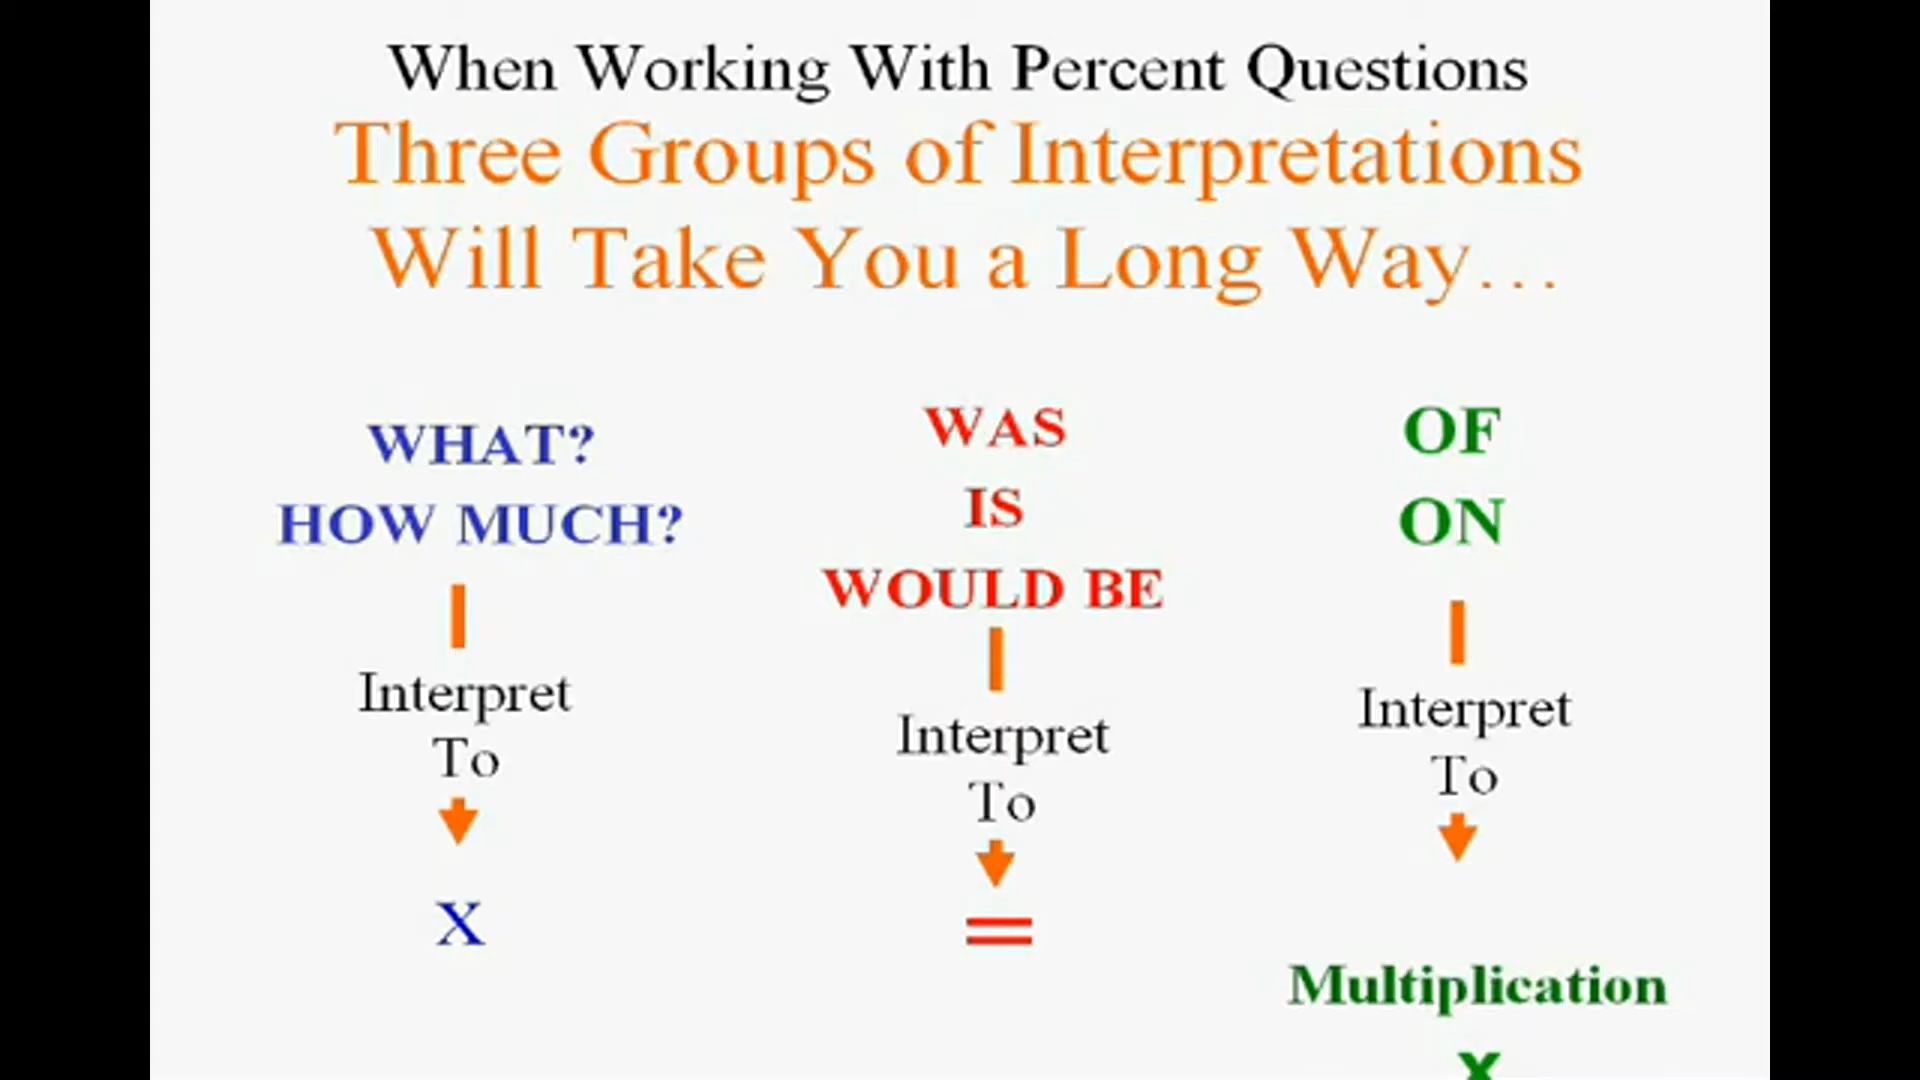 When Working With Percent Questions
Three Groups of Interpretations
Will Take You a Long Way…
WHAT?
HOW MUCH?
Interpret
To
X
WAS
IS
WOULD BE
Interpret
To
=
OF
ON
Interpret
To
Multiplication
x